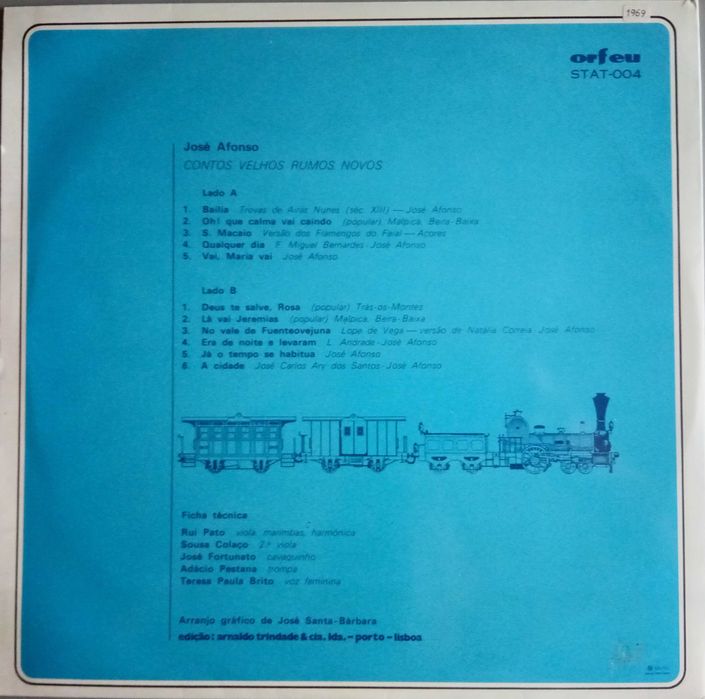 1969
orfeu
STAT-004
José Afonso
CONTOS VELHOS RUMOS NOVOS
Lado A
1. Bailia Trovas de Airas Nunes (séc. XIII) — José Afonso
2. Oh! que calma vai caindo (popular) Malpica, Beira-Baixa
3. S. Macaio Versão dos Flamengos do Faial — Açores
4. Qualquer dia F. Miguel Bernardes-José Afonso
5. Vai, Maria vai José Afonso
Lado B
1. Deus te salve, Rosa (popular) Trás-os-Montes
2. Lá vai Jeremias (popular) Malpica, Beira-Baixa
3. No vale de Fuenteovejuna Lope de Vega — versão de Natália Correia-José Afonso
4. Era de noite e levaram L. Andrade-José Afonso
5. Já o tempo se habitua José Afonso
6. A cidade José Carlos Ary dos Santos-José Afonso
Ficha técnica
Rui Pato viola, marimbas, harmónica
Sousa Colaço 2.ª viola
José Fortunato cavaquinho
Adácio Pestana trompa
Teresa Paula Brito voz feminina
Arranjo gráfico de José Santa-Bárbara
edição: arnaldo trindade & cia. lda. – porto – lisboa